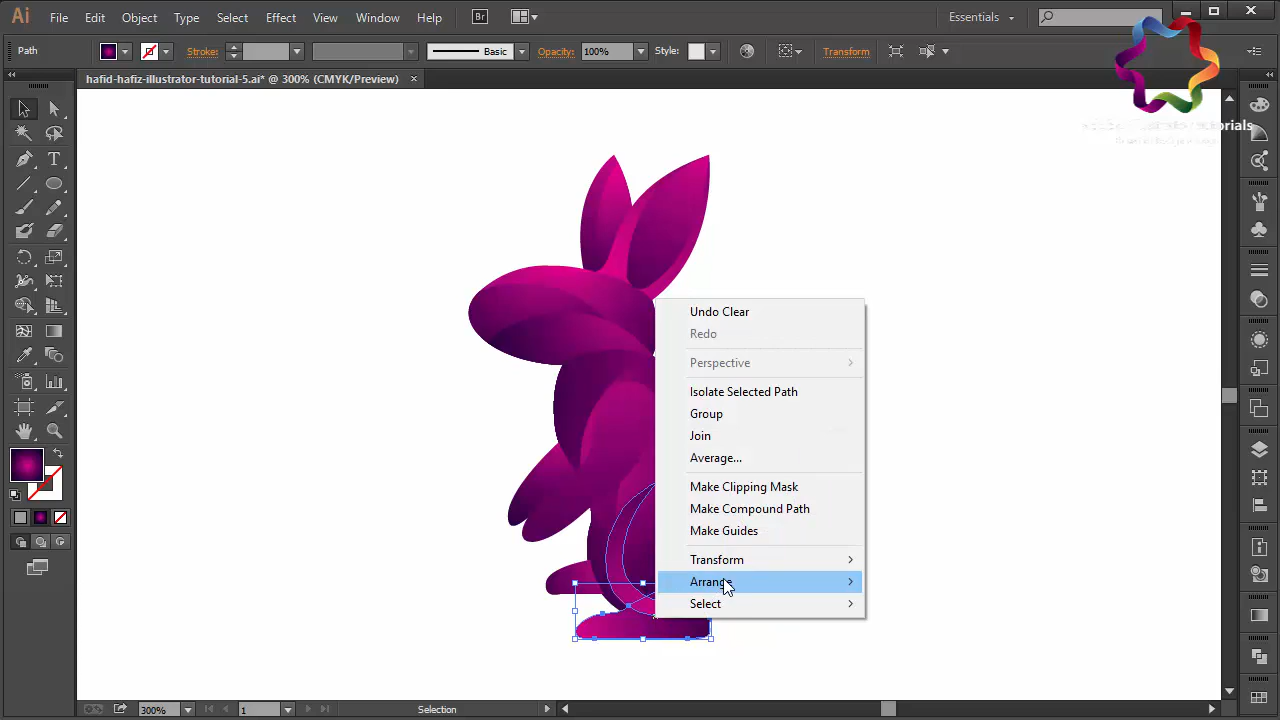 Ai File Edit Object Type Select Effect View Window Help Br Essentials
Path Stroke: Basic Opacity: 100% Style: Transform
hafid-hafiz-illustrator-tutorial-5.ai* @ 300% (CMYK/Preview)
Undo Clear
Redo
Perspective
Isolate Selected Path
Group
Join
Average...
Make Clipping Mask
Make Compound Path
Make Guides
Transform
Arrange
Select
300% 1 Selection